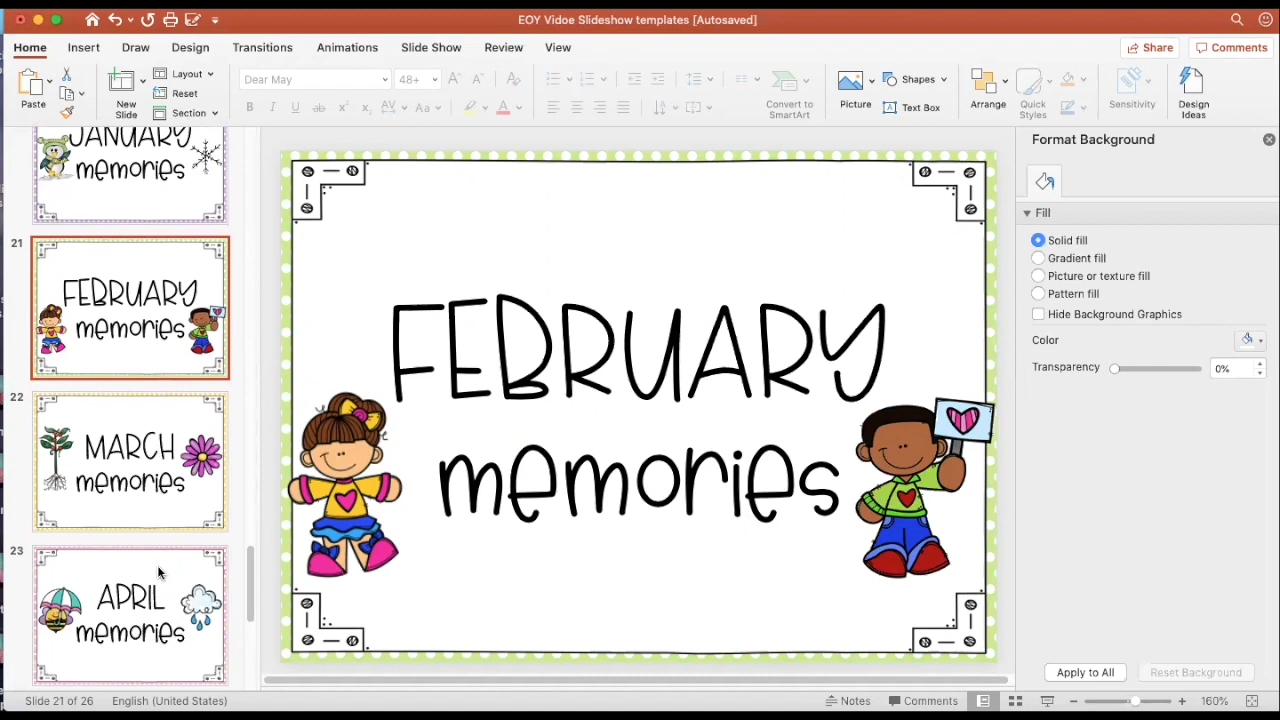 EOY Vidoe Slideshow templates [Autosaved]
Home Insert Draw Design Transitions Animations Slide Show Review View Share Comments
Paste New Slide Layout Reset Section Dear May 48+ Convert to SmartArt Picture Shapes Text Box Arrange Quick Styles Sensitivity Design Ideas
JANUARY
memories
21
FEBRUARY
memories
22
MARCH
memories
23
APRIL
memories
FEBRUARY
memories
Format Background
Fill
Solid fill
Gradient fill
Picture or texture fill
Pattern fill
Hide Background Graphics
Color
Transparency 0%
Apply to All Reset Background
Slide 21 of 26 English (United States) Notes Comments 160%